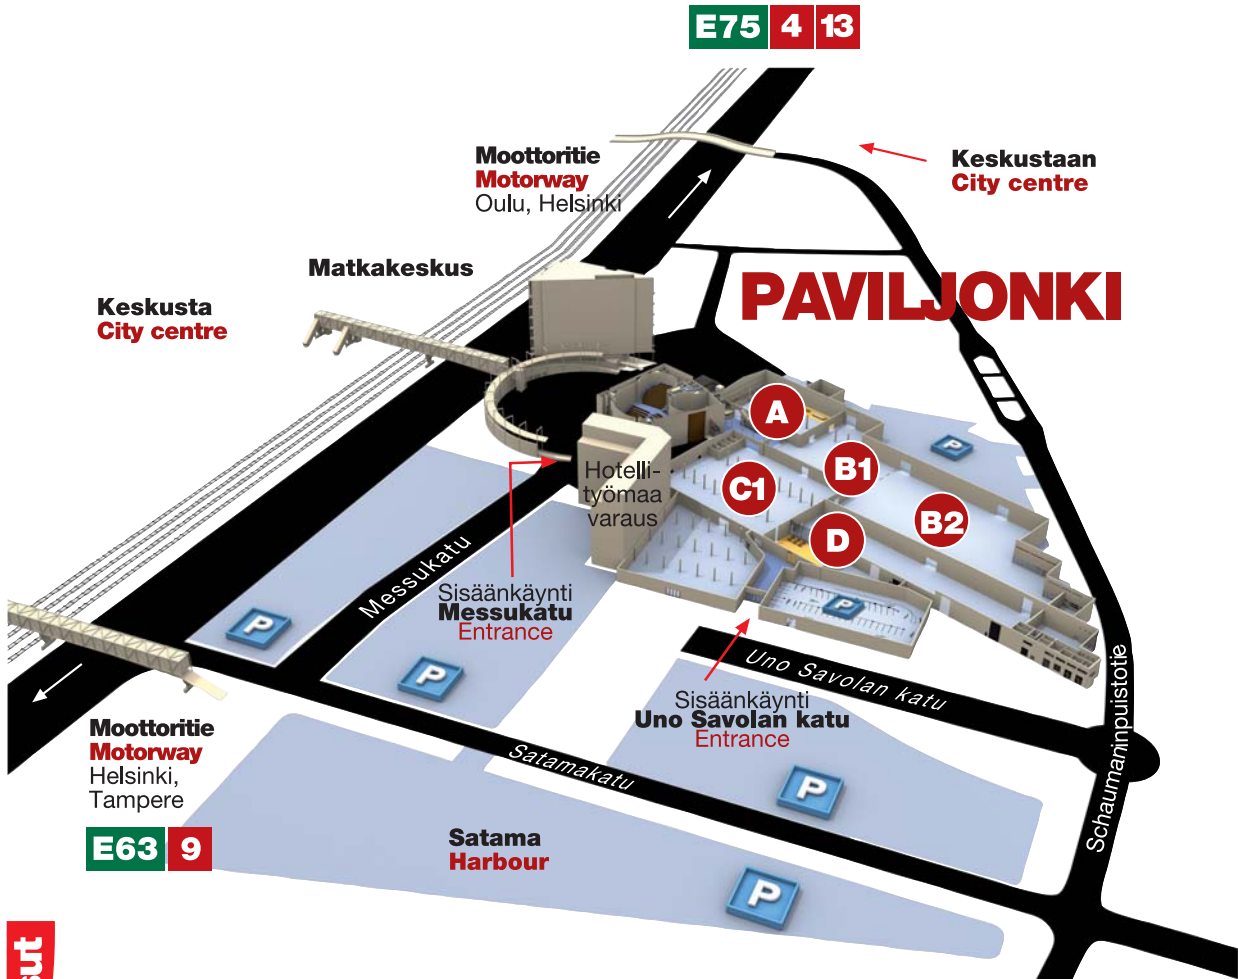 E75 4 13
Moottoritie
Motorway
Oulu, Helsinki
Keskustaan
City centre
Matkakeskus
Keskusta
City centre
PAVILJONKI
A
B1
C1
B2
D
P
Hotelli-
työmaa
varaus
Messukatu
Sisäänkäynti
Messukatu
Entrance
P
P
P
Uno Savolan katu
Sisäänkäynti
Uno Savolan katu
Entrance
Schaumaninpuistotie
Moottoritie
Motorway
Helsinki,
Tampere
E63 9
Satamakatu
P
Satama
Harbour
P